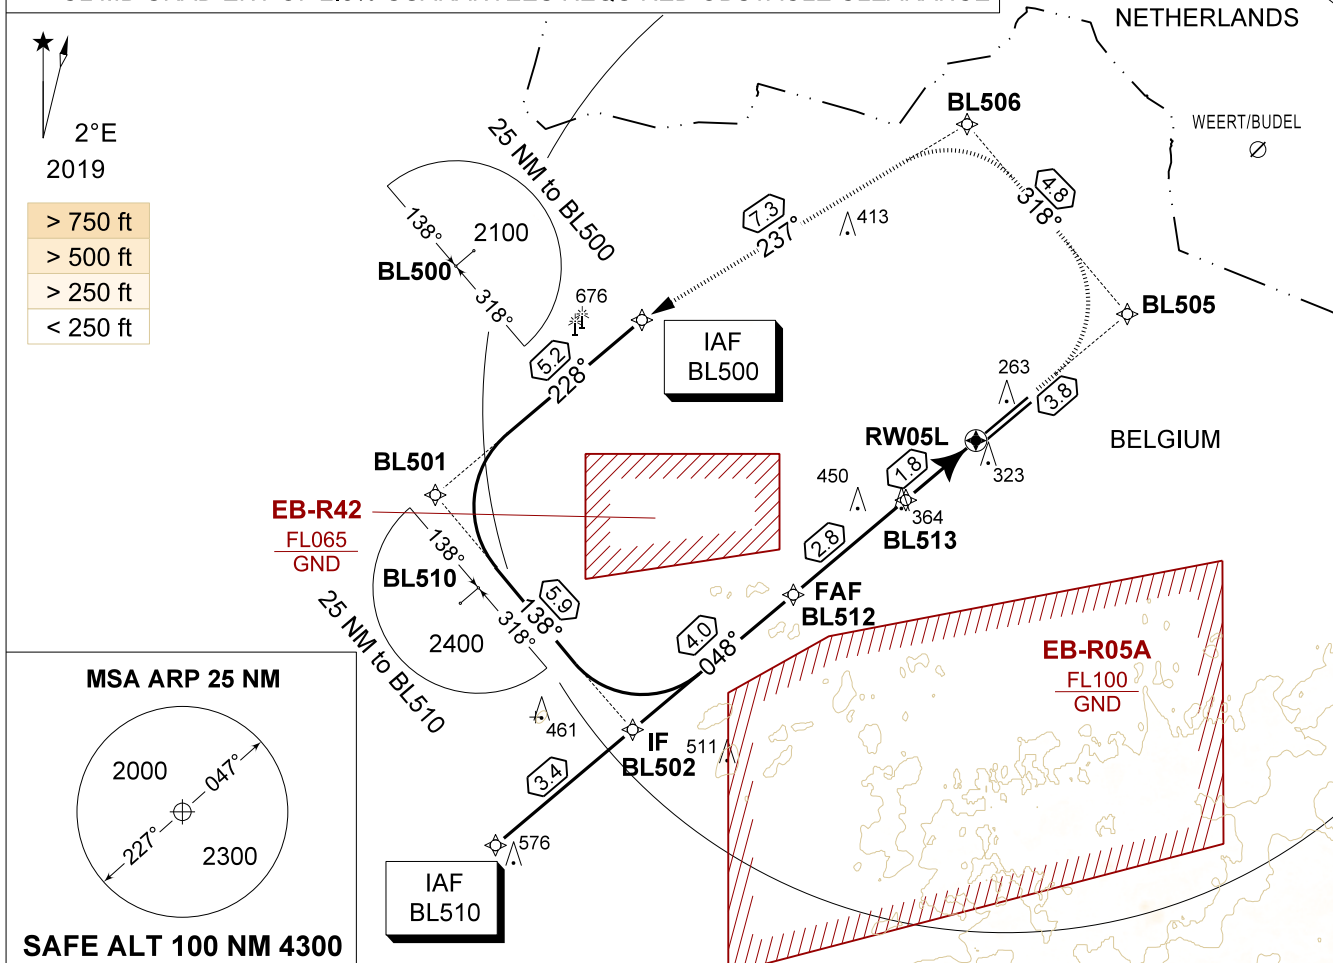 NETHERLANDS
2°E
2019
> 750 ft
> 500 ft
> 250 ft
< 250 ft
25 NM to BL500
138°
2100
BL500
318°
BL506
WEERT/BUDEL
4.8
318°
7.3
237°
413
BL505
676
IAF
BL500
5.2
228°
263
3.8
RW05L
BELGIUM
323
1.8
450
364
BL513
2.8
BL501
EB-R42
FL065
GND
138°
BL510
318°
2400
25 NM to BL510
5.9
138°
FAF
BL512
4.0
048°
EB-R05A
FL100
GND
461
IF
BL502
511
3.4
576
IAF
BL510
MSA ARP 25 NM
2000
047°
227°
2300
SAFE ALT 100 NM 4300